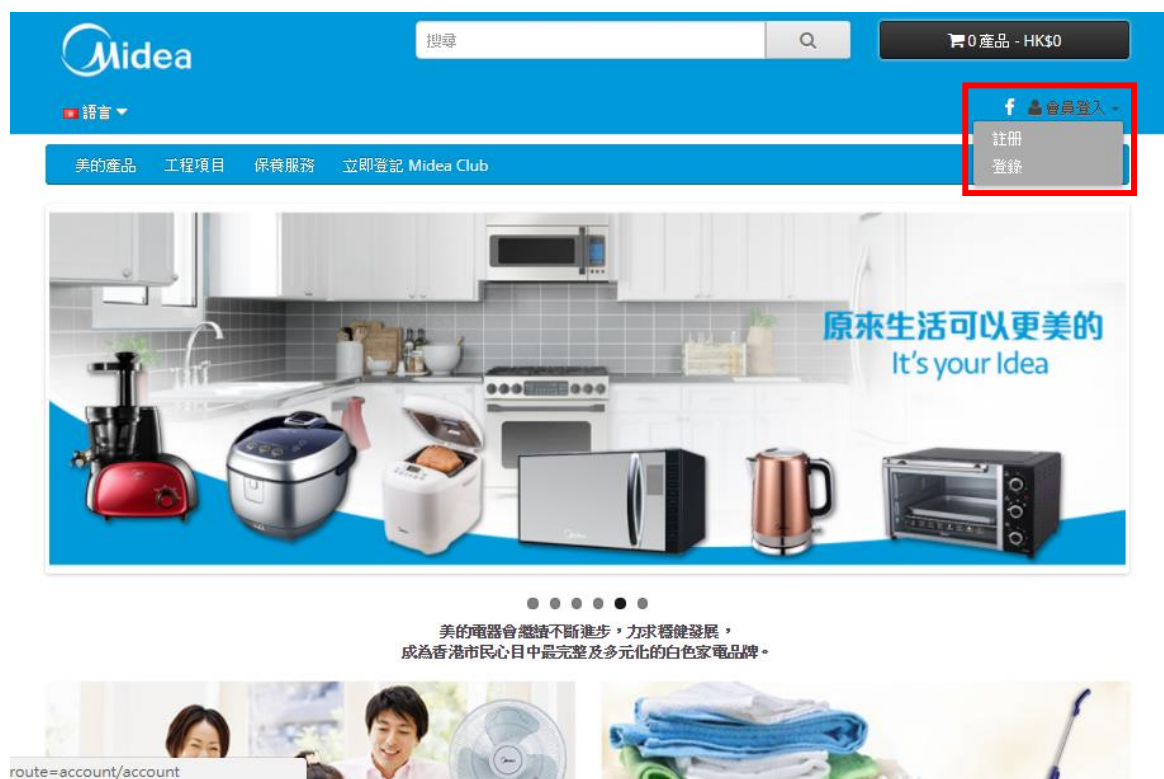 Midea
搜尋
0 產品 - HK$0
語言
f 會員登入
註冊
登錄
美的產品 工程項目 保養服務 立即登記 Midea Club
原來生活可以更美的
It's your Idea
美的電器會繼續不斷進步，力求穩健發展，
成為香港市民心目中最完整及多元化的白色家電品牌。
route=account/account